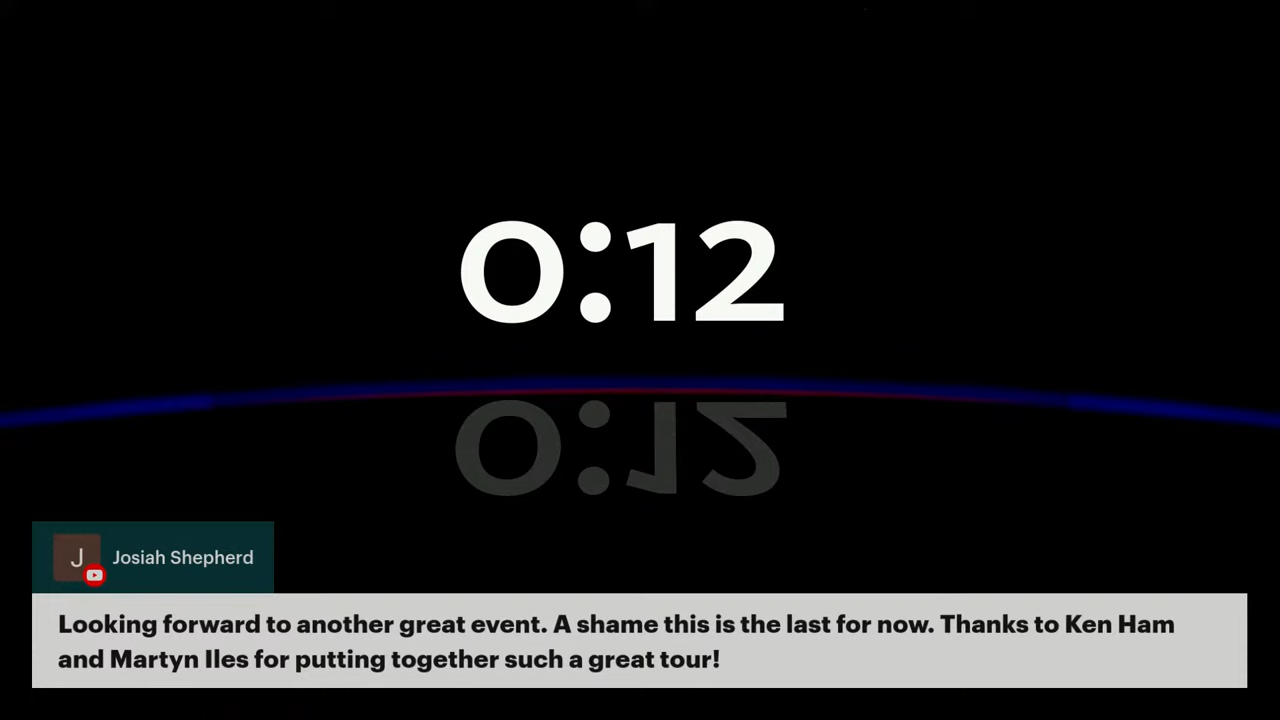 0:12
0:12
J
Josiah Shepherd
Looking forward to another great event. A shame this is the last for now. Thanks to Ken Ham
and Martyn Iles for putting together such a great tour!